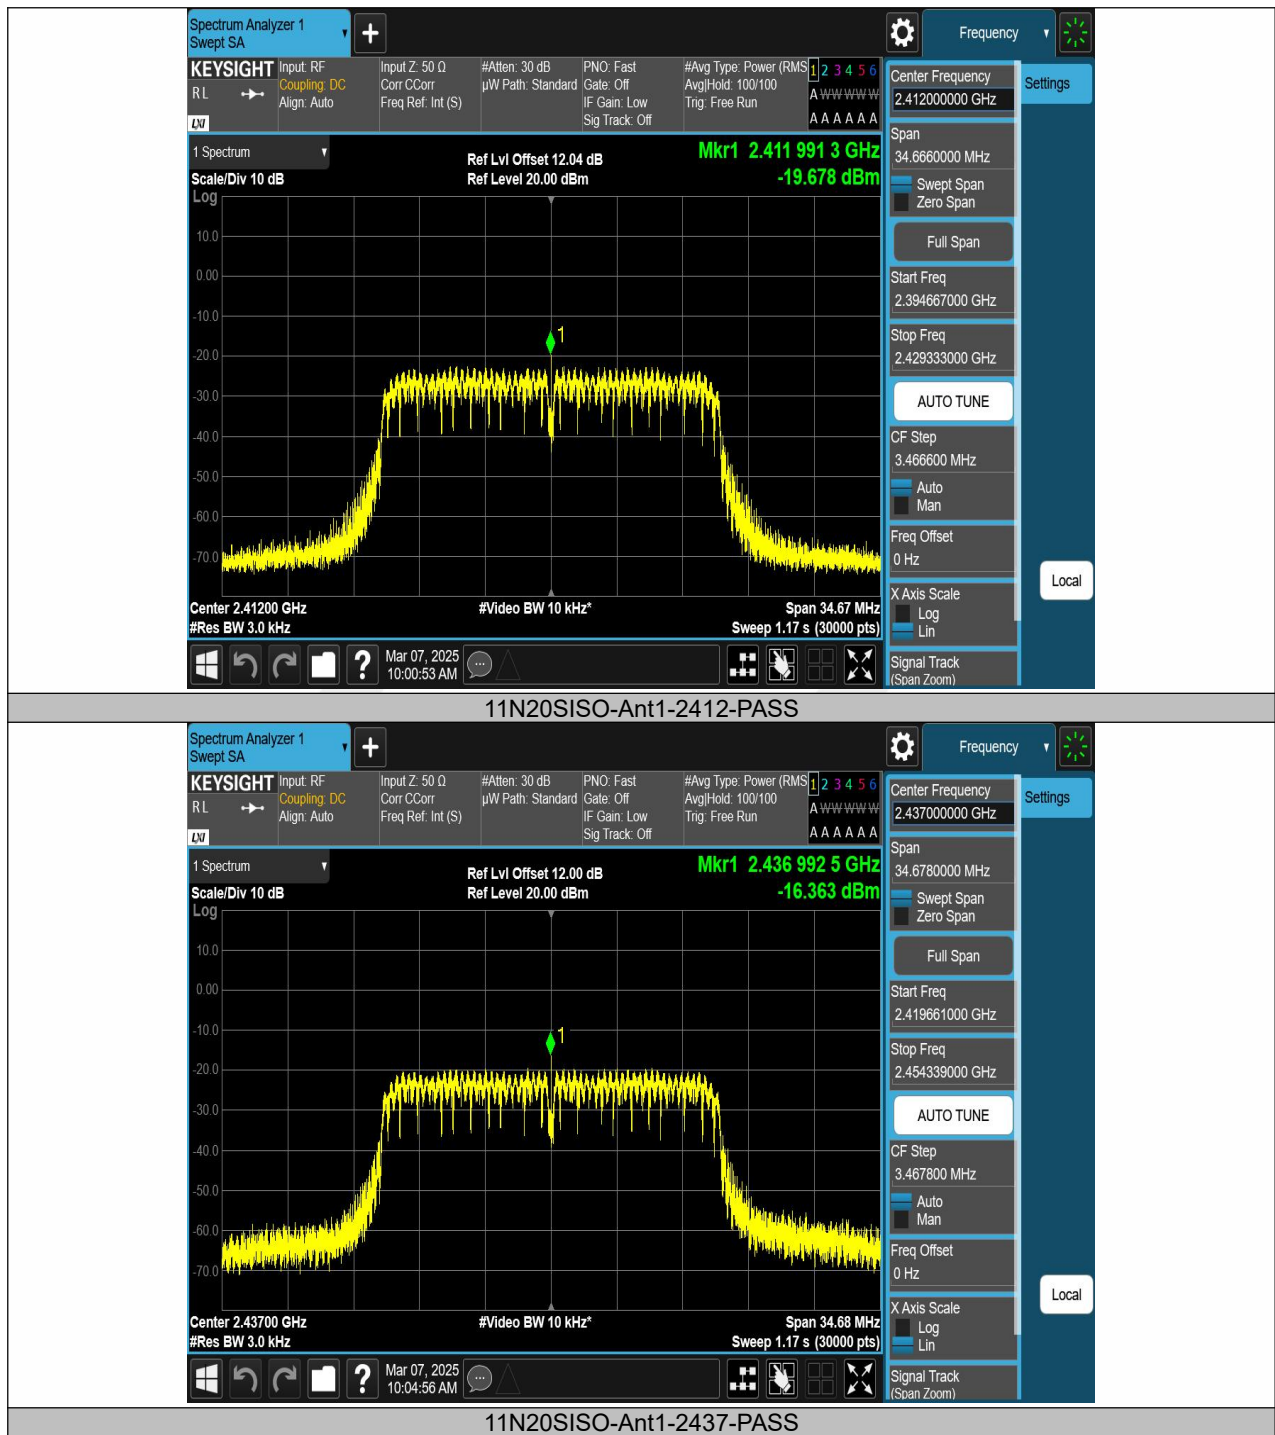 Spectrum Analyzer 1
Swept SA
Frequency
KEYSIGHT
Input: RF
Coupling: DC
Align: Auto
Input Z: 50 Ω
Corr CCorr
Freq Ref: Int (S)
#Atten: 30 dB
µW Path: Standard
PNO: Fast
Gate: Off
IF Gain: Low
Sig Track: Off
#Avg Type: Power (RMS
Avg|Hold: 100/100
Trig: Free Run
1 2 3 4 5 6
A W W W W W
A A A A A A
R L
LXI
1 Spectrum
Ref Lvl Offset 12.04 dB
Mkr1 2.411 991 3 GHz
Scale/Div 10 dB
Ref Level 20.00 dBm
-19.678 dBm
Log
10.0
0.00
-10.0
-20.0
-30.0
-40.0
-50.0
-60.0
-70.0
1
Center 2.41200 GHz
#Video BW 10 kHz*
Span 34.67 MHz
#Res BW 3.0 kHz
Sweep 1.17 s (30000 pts)
Center Frequency
2.412000000 GHz
Settings
Span
34.6660000 MHz
Swept Span
Zero Span
Full Span
Start Freq
2.394667000 GHz
Stop Freq
2.429333000 GHz
AUTO TUNE
CF Step
3.466600 MHz
Auto
Man
Freq Offset
0 Hz
Local
X Axis Scale
Log
Lin
Signal Track
(Span Zoom)
Mar 07, 2025
10:00:53 AM
11N20SISO-Ant1-2412-PASS
Spectrum Analyzer 1
Swept SA
Frequency
KEYSIGHT
Input: RF
Coupling: DC
Align: Auto
Input Z: 50 Ω
Corr CCorr
Freq Ref: Int (S)
#Atten: 30 dB
µW Path: Standard
PNO: Fast
Gate: Off
IF Gain: Low
Sig Track: Off
#Avg Type: Power (RMS
Avg|Hold: 100/100
Trig: Free Run
1 2 3 4 5 6
A W W W W W
A A A A A A
R L
LXI
1 Spectrum
Ref Lvl Offset 12.00 dB
Mkr1 2.436 992 5 GHz
Scale/Div 10 dB
Ref Level 20.00 dBm
-16.363 dBm
Log
10.0
0.00
-10.0
-20.0
-30.0
-40.0
-50.0
-60.0
-70.0
1
Center 2.43700 GHz
#Video BW 10 kHz*
Span 34.68 MHz
#Res BW 3.0 kHz
Sweep 1.17 s (30000 pts)
Center Frequency
2.437000000 GHz
Settings
Span
34.6780000 MHz
Swept Span
Zero Span
Full Span
Start Freq
2.419661000 GHz
Stop Freq
2.454339000 GHz
AUTO TUNE
CF Step
3.467800 MHz
Auto
Man
Freq Offset
0 Hz
Local
X Axis Scale
Log
Lin
Signal Track
(Span Zoom)
Mar 07, 2025
10:04:56 AM
11N20SISO-Ant1-2437-PASS